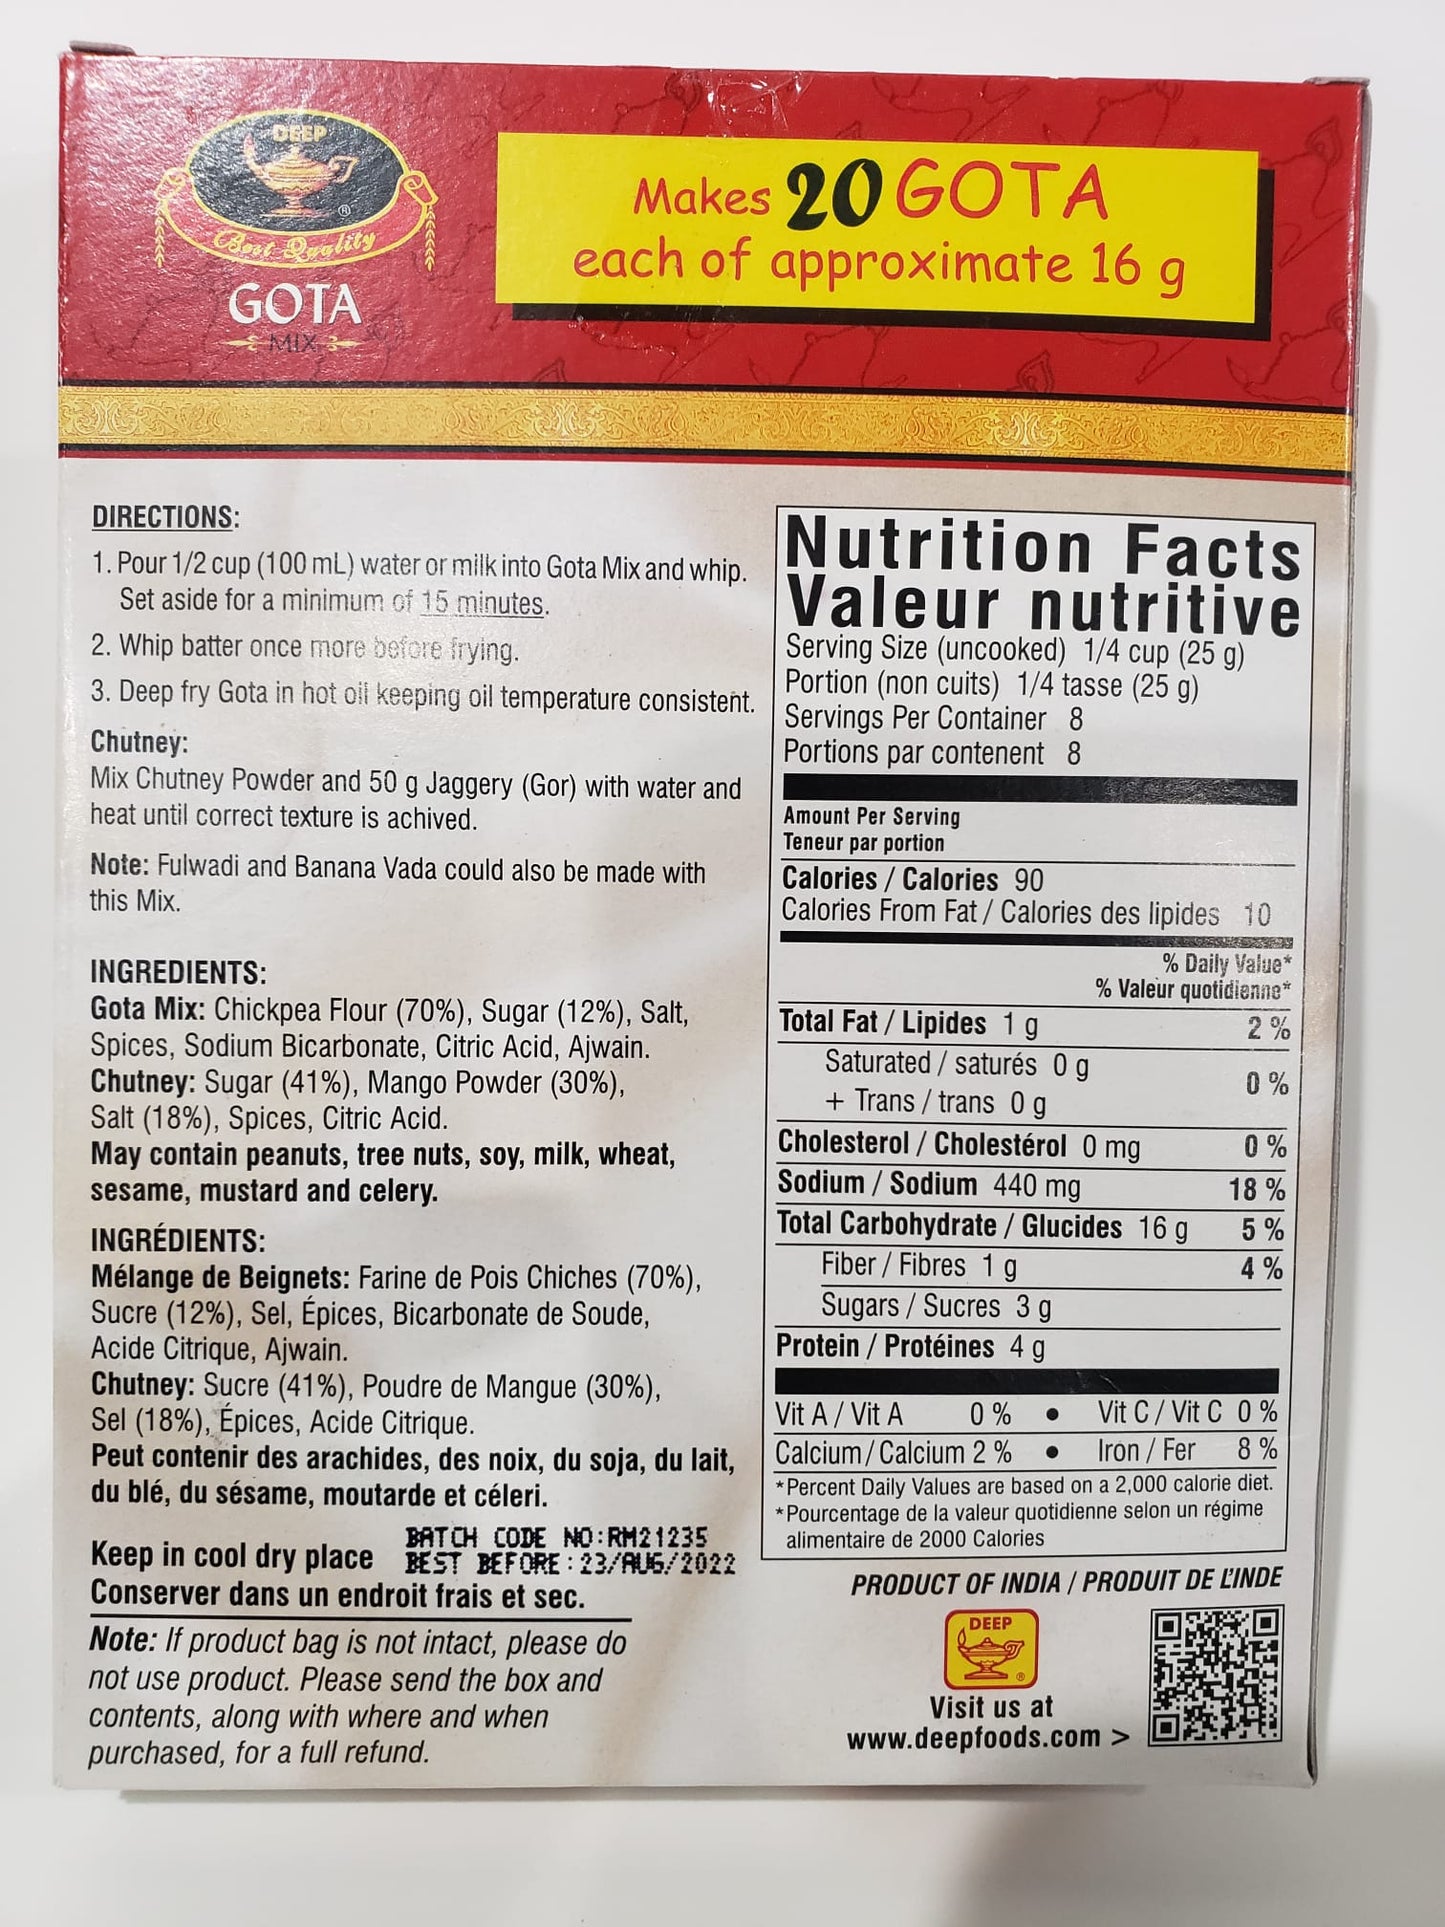 DEEP
®
Best Quality
GOTA
MIX
Makes 20 GOTA
each of approximate 16 g
DIRECTIONS:
1. Pour 1/2 cup (100 mL) water or milk into Gota Mix and whip.
Set aside for a minimum of 15 minutes.
2. Whip batter once more before frying.
3. Deep fry Gota in hot oil keeping oil temperature consistent.
Chutney:
Mix Chutney Powder and 50 g Jaggery (Gor) with water and
heat until correct texture is achived.
Note: Fulwadi and Banana Vada could also be made with
this Mix.
INGREDIENTS:
Gota Mix: Chickpea Flour (70%), Sugar (12%), Salt,
Spices, Sodium Bicarbonate, Citric Acid, Ajwain.
Chutney: Sugar (41%), Mango Powder (30%),
Salt (18%), Spices, Citric Acid.
May contain peanuts, tree nuts, soy, milk, wheat,
sesame, mustard and celery.
INGRÉDIENTS:
Mélange de Beignets: Farine de Pois Chiches (70%),
Sucre (12%), Sel, Épices, Bicarbonate de Soude,
Acide Citrique, Ajwain.
Chutney: Sucre (41%), Poudre de Mangue (30%),
Sel (18%), Épices, Acide Citrique.
Peut contenir des arachides, des noix, du soja, du lait,
du blé, du sésame, moutarde et céleri.
BATCH CODE NO:RM21235
Keep in cool dry place BEST BEFORE:23/AUG/2022
Conserver dans un endroit frais et sec.
Note: If product bag is not intact, please do
not use product. Please send the box and
contents, along with where and when
purchased, for a full refund.
Nutrition Facts
Valeur nutritive
Serving Size (uncooked) 1/4 cup (25 g)
Portion (non cuits) 1/4 tasse (25 g)
Servings Per Container 8
Portions par contenent 8
Amount Per Serving
Teneur par portion
Calories / Calories 90
Calories From Fat / Calories des lipides 10
% Daily Value*
% Valeur quotidienne*
Total Fat / Lipides 1 g 2 %
Saturated / saturés 0 g
0 %
+ Trans / trans 0 g
Cholesterol / Cholestérol 0 mg 0 %
Sodium / Sodium 440 mg 18 %
Total Carbohydrate / Glucides 16 g 5 %
Fiber / Fibres 1 g 4 %
Sugars / Sucres 3 g
Protein / Protéines 4 g
Vit A / Vit A 0 % • Vit C / Vit C 0 %
Calcium / Calcium 2 % • Iron / Fer 8 %
*Percent Daily Values are based on a 2,000 calorie diet.
*Pourcentage de la valeur quotidienne selon un régime
alimentaire de 2000 Calories
PRODUCT OF INDIA / PRODUIT DE L'INDE
DEEP
®
Visit us at
www.deepfoods.com >